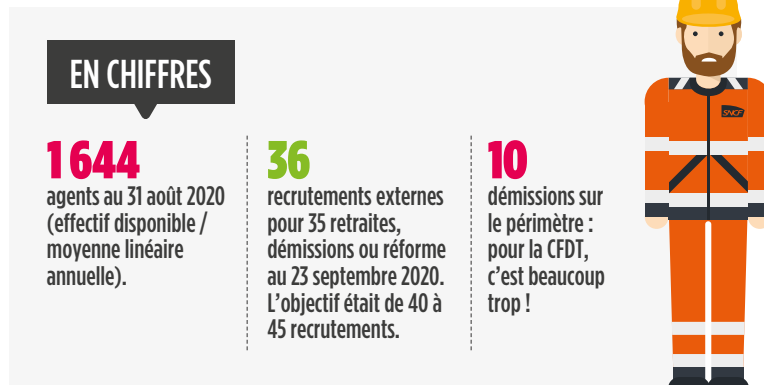 EN CHIFFRES
1 644
agents au 31 août 2020
(effectif disponible /
moyenne linéaire
annuelle).
36
recrutements externes
pour 35 retraites,
démissions ou réforme
au 23 septembre 2020.
L’objectif était de 40 à
45 recrutements.
10
démissions sur
le périmètre :
pour la CFDT,
c’est beaucoup
trop !
SNCF